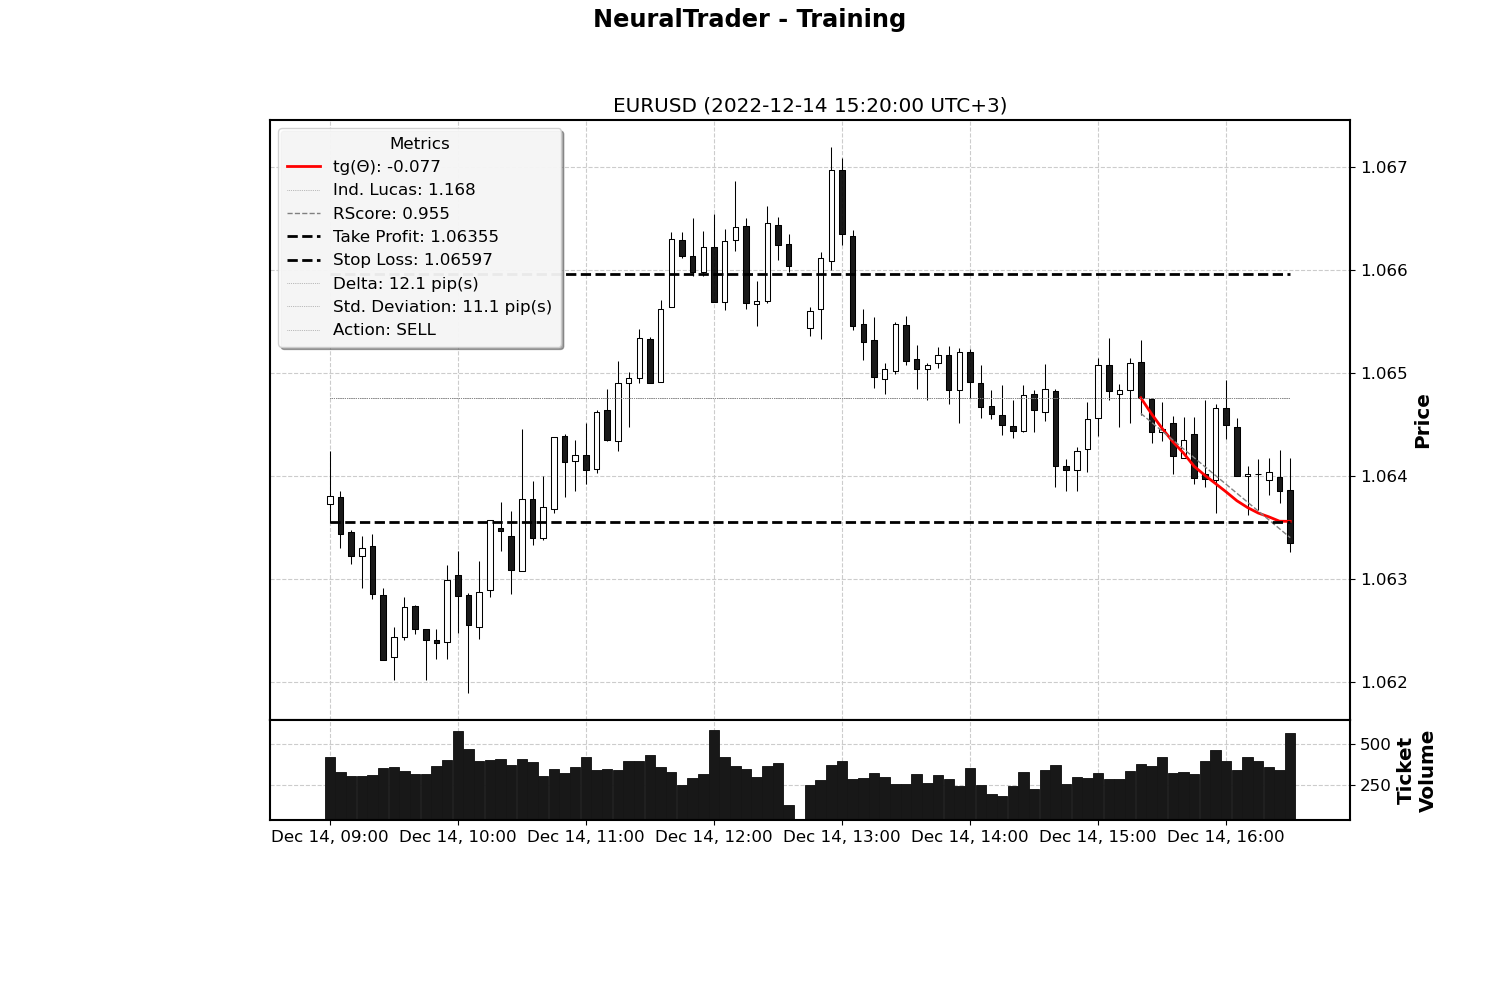 NeuralTrader - Training
EURUSD (2022-12-14 15:20:00 UTC+3)
Metrics
tg(Θ): -0.077
Ind. Lucas: 1.168
RScore: 0.955
Take Profit: 1.06355
Stop Loss: 1.06597
Delta: 12.1 pip(s)
Std. Deviation: 11.1 pip(s)
Action: SELL
1.067
1.066
1.065
1.064
1.063
1.062
Price
500
250
Ticket
Volume
Dec 14, 09:00 Dec 14, 10:00 Dec 14, 11:00 Dec 14, 12:00 Dec 14, 13:00 Dec 14, 14:00 Dec 14, 15:00 Dec 14, 16:00